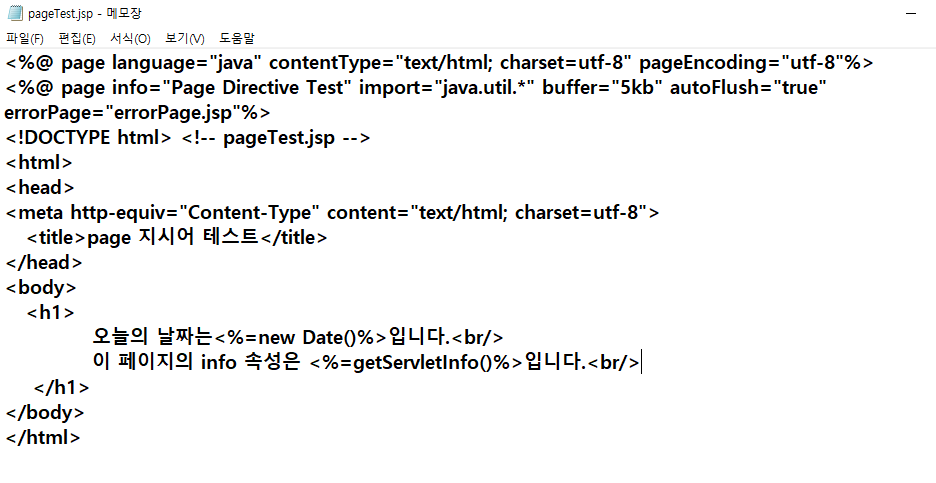 pageTest.jsp - 메모장
파일(F) 편집(E) 서식(O) 보기(V) 도움말
<%@ page language="java" contentType="text/html; charset=utf-8" pageEncoding="utf-8"%>
<%@ page info="Page Directive Test" import="java.util.*" buffer="5kb" autoFlush="true"
errorPage="errorPage.jsp"%>
<!DOCTYPE html> <!-- pageTest.jsp -->
<html>
<head>
<meta http-equiv="Content-Type" content="text/html; charset=utf-8">
<title>page 지시어 테스트</title>
</head>
<body>
<h1>
오늘의 날짜는<%=new Date()%>입니다.<br/>
이 페이지의 info 속성은 <%=getServletInfo()%>입니다.<br/>
</h1>
</body>
</html>